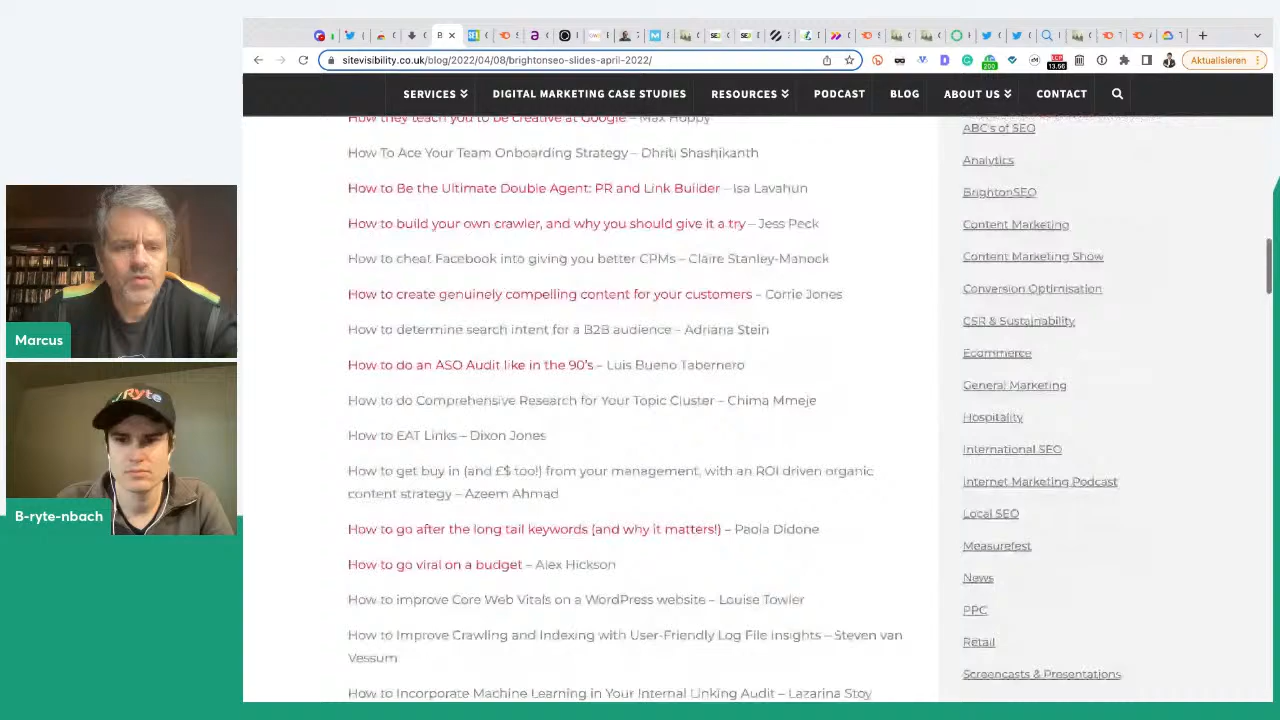 sitevisibility.co.uk/blog/2022/04/08/brightonseo-slides-april-2022/
Aktualisieren
SERVICES
DIGITAL MARKETING CASE STUDIES
RESOURCES
PODCAST
BLOG
ABOUT US
CONTACT
How they teach you to be creative at Google – Max Hoppy
How To Ace Your Team Onboarding Strategy – Dhriti Shashikanth
How to Be the Ultimate Double Agent: PR and Link Builder – Isa Lavahun
How to build your own crawler, and why you should give it a try – Jess Peck
How to cheat Facebook into giving you better CPMs – Claire Stanley-Manock
How to create genuinely compelling content for your customers – Corrie Jones
How to determine search intent for a B2B audience – Adriana Stein
How to do an ASO Audit like in the 90's – Luis Bueno Tabernero
How to do Comprehensive Research for Your Topic Cluster – Chima Mmeje
How to EAT Links – Dixon Jones
How to get buy in (and £$ too!) from your management, with an ROI driven organic
content strategy – Azeem Ahmad
How to go after the long tail keywords (and why it matters!) – Paola Didone
How to go viral on a budget – Alex Hickson
How to improve Core Web Vitals on a WordPress website – Louise Towler
How to Improve Crawling and Indexing with User-Friendly Log File Insights – Steven van
Vessum
How to Incorporate Machine Learning in Your Internal Linking Audit – Lazarina Stoy
ABC's of SEO
Analytics
BrightonSEO
Content Marketing
Content Marketing Show
Conversion Optimisation
CSR & Sustainability
Ecommerce
General Marketing
Hospitality
International SEO
Internet Marketing Podcast
Local SEO
Measurefest
News
PPC
Retail
Screencasts & Presentations
Marcus
Ryte
B-ryte-nbach